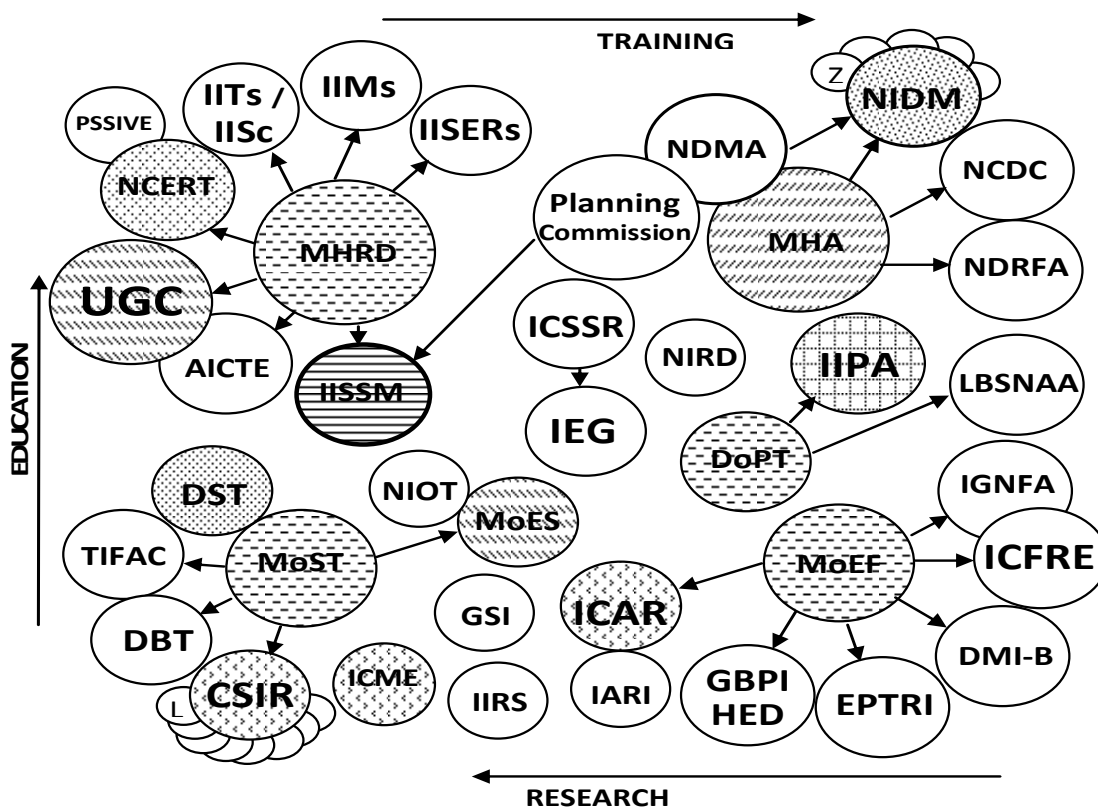 TRAINING
IITs /
IISc
IIMs
IISERs
PSSIVE
NCERT
MHRD
UGC
AICTE
IISSM
Z
NIDM
NDMA
NCDC
Planning
Commission
MHA
NDRFA
ICSSR
NIRD
IIPA
LBSNAA
IEG
DoPT
EDUCATION
DST
NIOT
MoES
IGNFA
TIFAC
MoST
MoEF
ICFRE
DBT
GSI
ICAR
DMI-B
L
CSIR
ICME
IIRS
IARI
GBPI
HED
EPTRI
RESEARCH